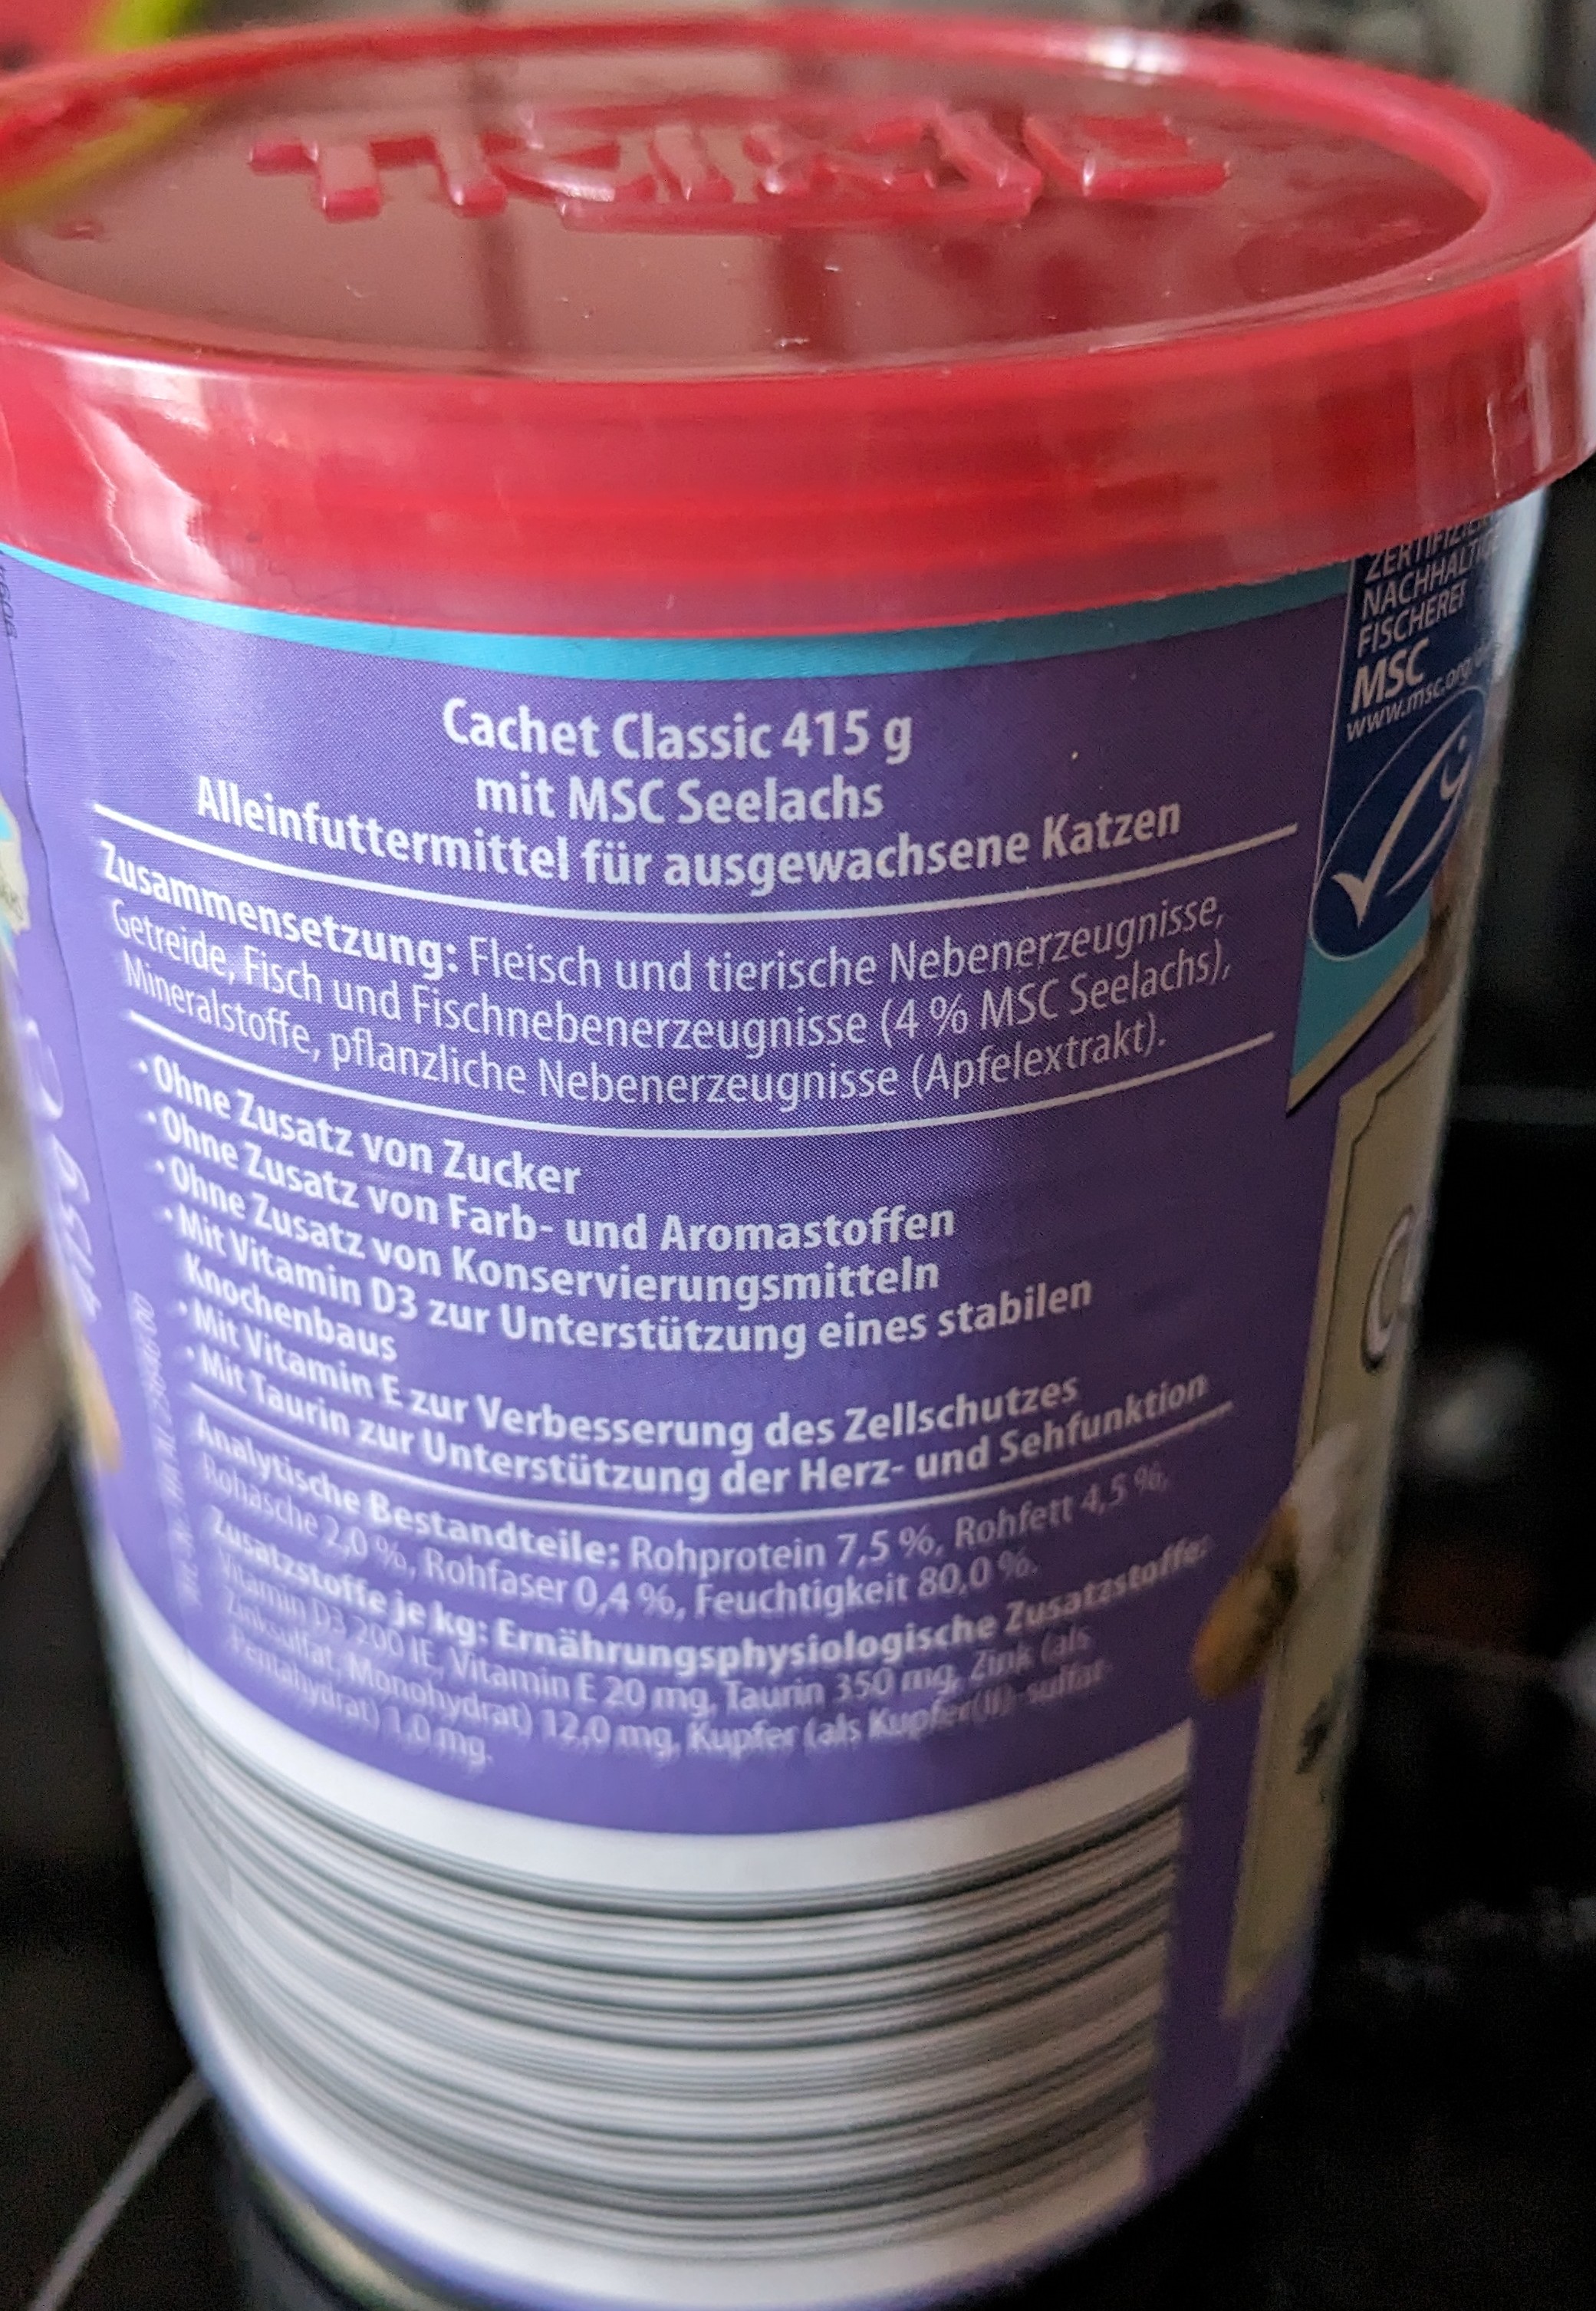 ZERTIFIZIE
NACHHALTIGE
FISCHEREI
MSC
www.msc.org/
Cachet Classic 415 g
mit MSC Seelachs
Alleinfuttermittel für ausgewachsene Katzen
Zusammensetzung: Fleisch und tierische Nebenerzeugnisse,
Getreide, Fisch und Fischnebenerzeugnisse (4 % MSC Seelachs),
Mineralstoffe, pflanzliche Nebenerzeugnisse (Apfelextrakt).
• Ohne Zusatz von Zucker
• Ohne Zusatz von Farb- und Aromastoffen
• Ohne Zusatz von Konservierungsmitteln
• Mit Vitamin D3 zur Unterstützung eines stabilen
Knochenbaus
• Mit Vitamin E zur Verbesserung des Zellschutzes
• Mit Taurin zur Unterstützung der Herz- und Sehfunktion
Analytische Bestandteile: Rohprotein 7,5 %, Rohfett 4,5 %,
Rohasche 2,0 %, Rohfaser 0,4 %, Feuchtigkeit 80,0 %.
Zusatzstoffe je kg: Ernährungsphysiologische Zusatzstoffe:
Vitamin D3 200 IE, Vitamin E 20 mg, Taurin 350 mg, Zink (als
Zinksulfat, Monohydrat) 12,0 mg, Kupfer (als Kupfer(II)-sulfat-
Pentahydrat) 1,0 mg.